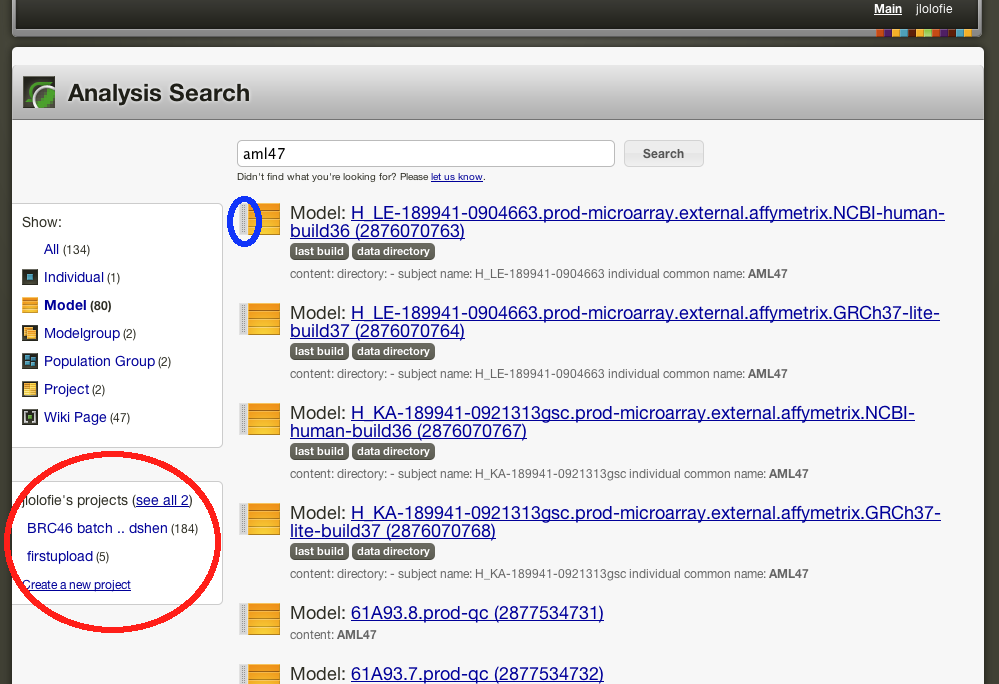 Main jlolofie
Analysis Search
aml47
Search
Didn't find what you're looking for? Please let us know.
Show:
All (134)
Individual (1)
Model (80)
Modelgroup (2)
Population Group (2)
Project (2)
Wiki Page (47)
jlolofie's projects (see all 2)
BRC46 batch .. dshen (184)
firstupload (5)
Create a new project
Model: H_LE-189941-0904663.prod-microarray.external.affymetrix.NCBI-human-
build36 (2876070763)
last build data directory
content: directory: - subject name: H_LE-189941-0904663 individual common name: AML47
Model: H_LE-189941-0904663.prod-microarray.external.affymetrix.GRCh37-lite-
build37 (2876070764)
last build data directory
content: directory: - subject name: H_LE-189941-0904663 individual common name: AML47
Model: H_KA-189941-0921313gsc.prod-microarray.external.affymetrix.NCBI-
human-build36 (2876070767)
last build data directory
content: directory: - subject name: H_KA-189941-0921313gsc individual common name: AML47
Model: H_KA-189941-0921313gsc.prod-microarray.external.affymetrix.GRCh37-
lite-build37 (2876070768)
last build data directory
content: directory: - subject name: H_KA-189941-0921313gsc individual common name: AML47
Model: 61A93.8.prod-qc (2877534731)
content: AML47
Model: 61A93.7.prod-qc (2877534732)